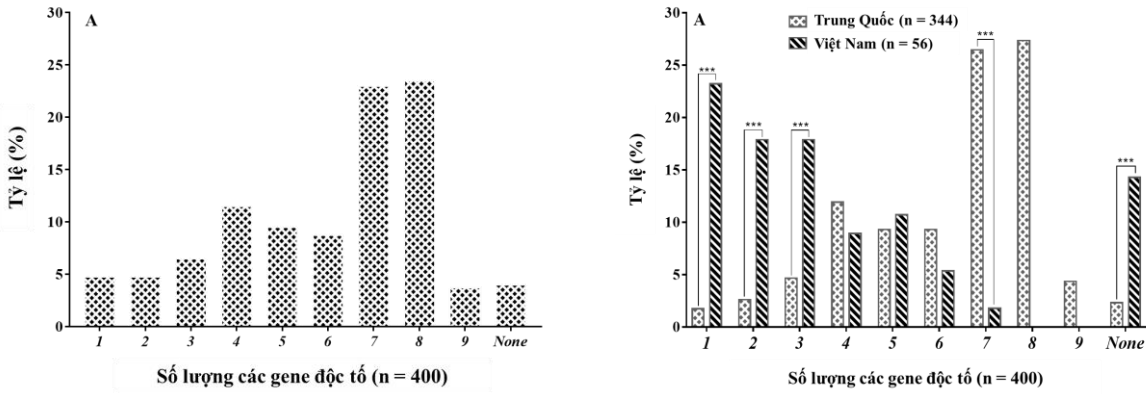 A
Tỷ lệ (%)
30
25
20
15
10
5
0
1 2 3 4 5 6 7 8 9 None
Số lượng các gene độc tố (n = 400)
A
Trung Quốc (n = 344)
Việt Nam (n = 56)
Tỷ lệ (%)
30
25
20
15
10
5
0
***
***
***
***
***
1 2 3 4 5 6 7 8 9 None
Số lượng các gene độc tố (n = 400)